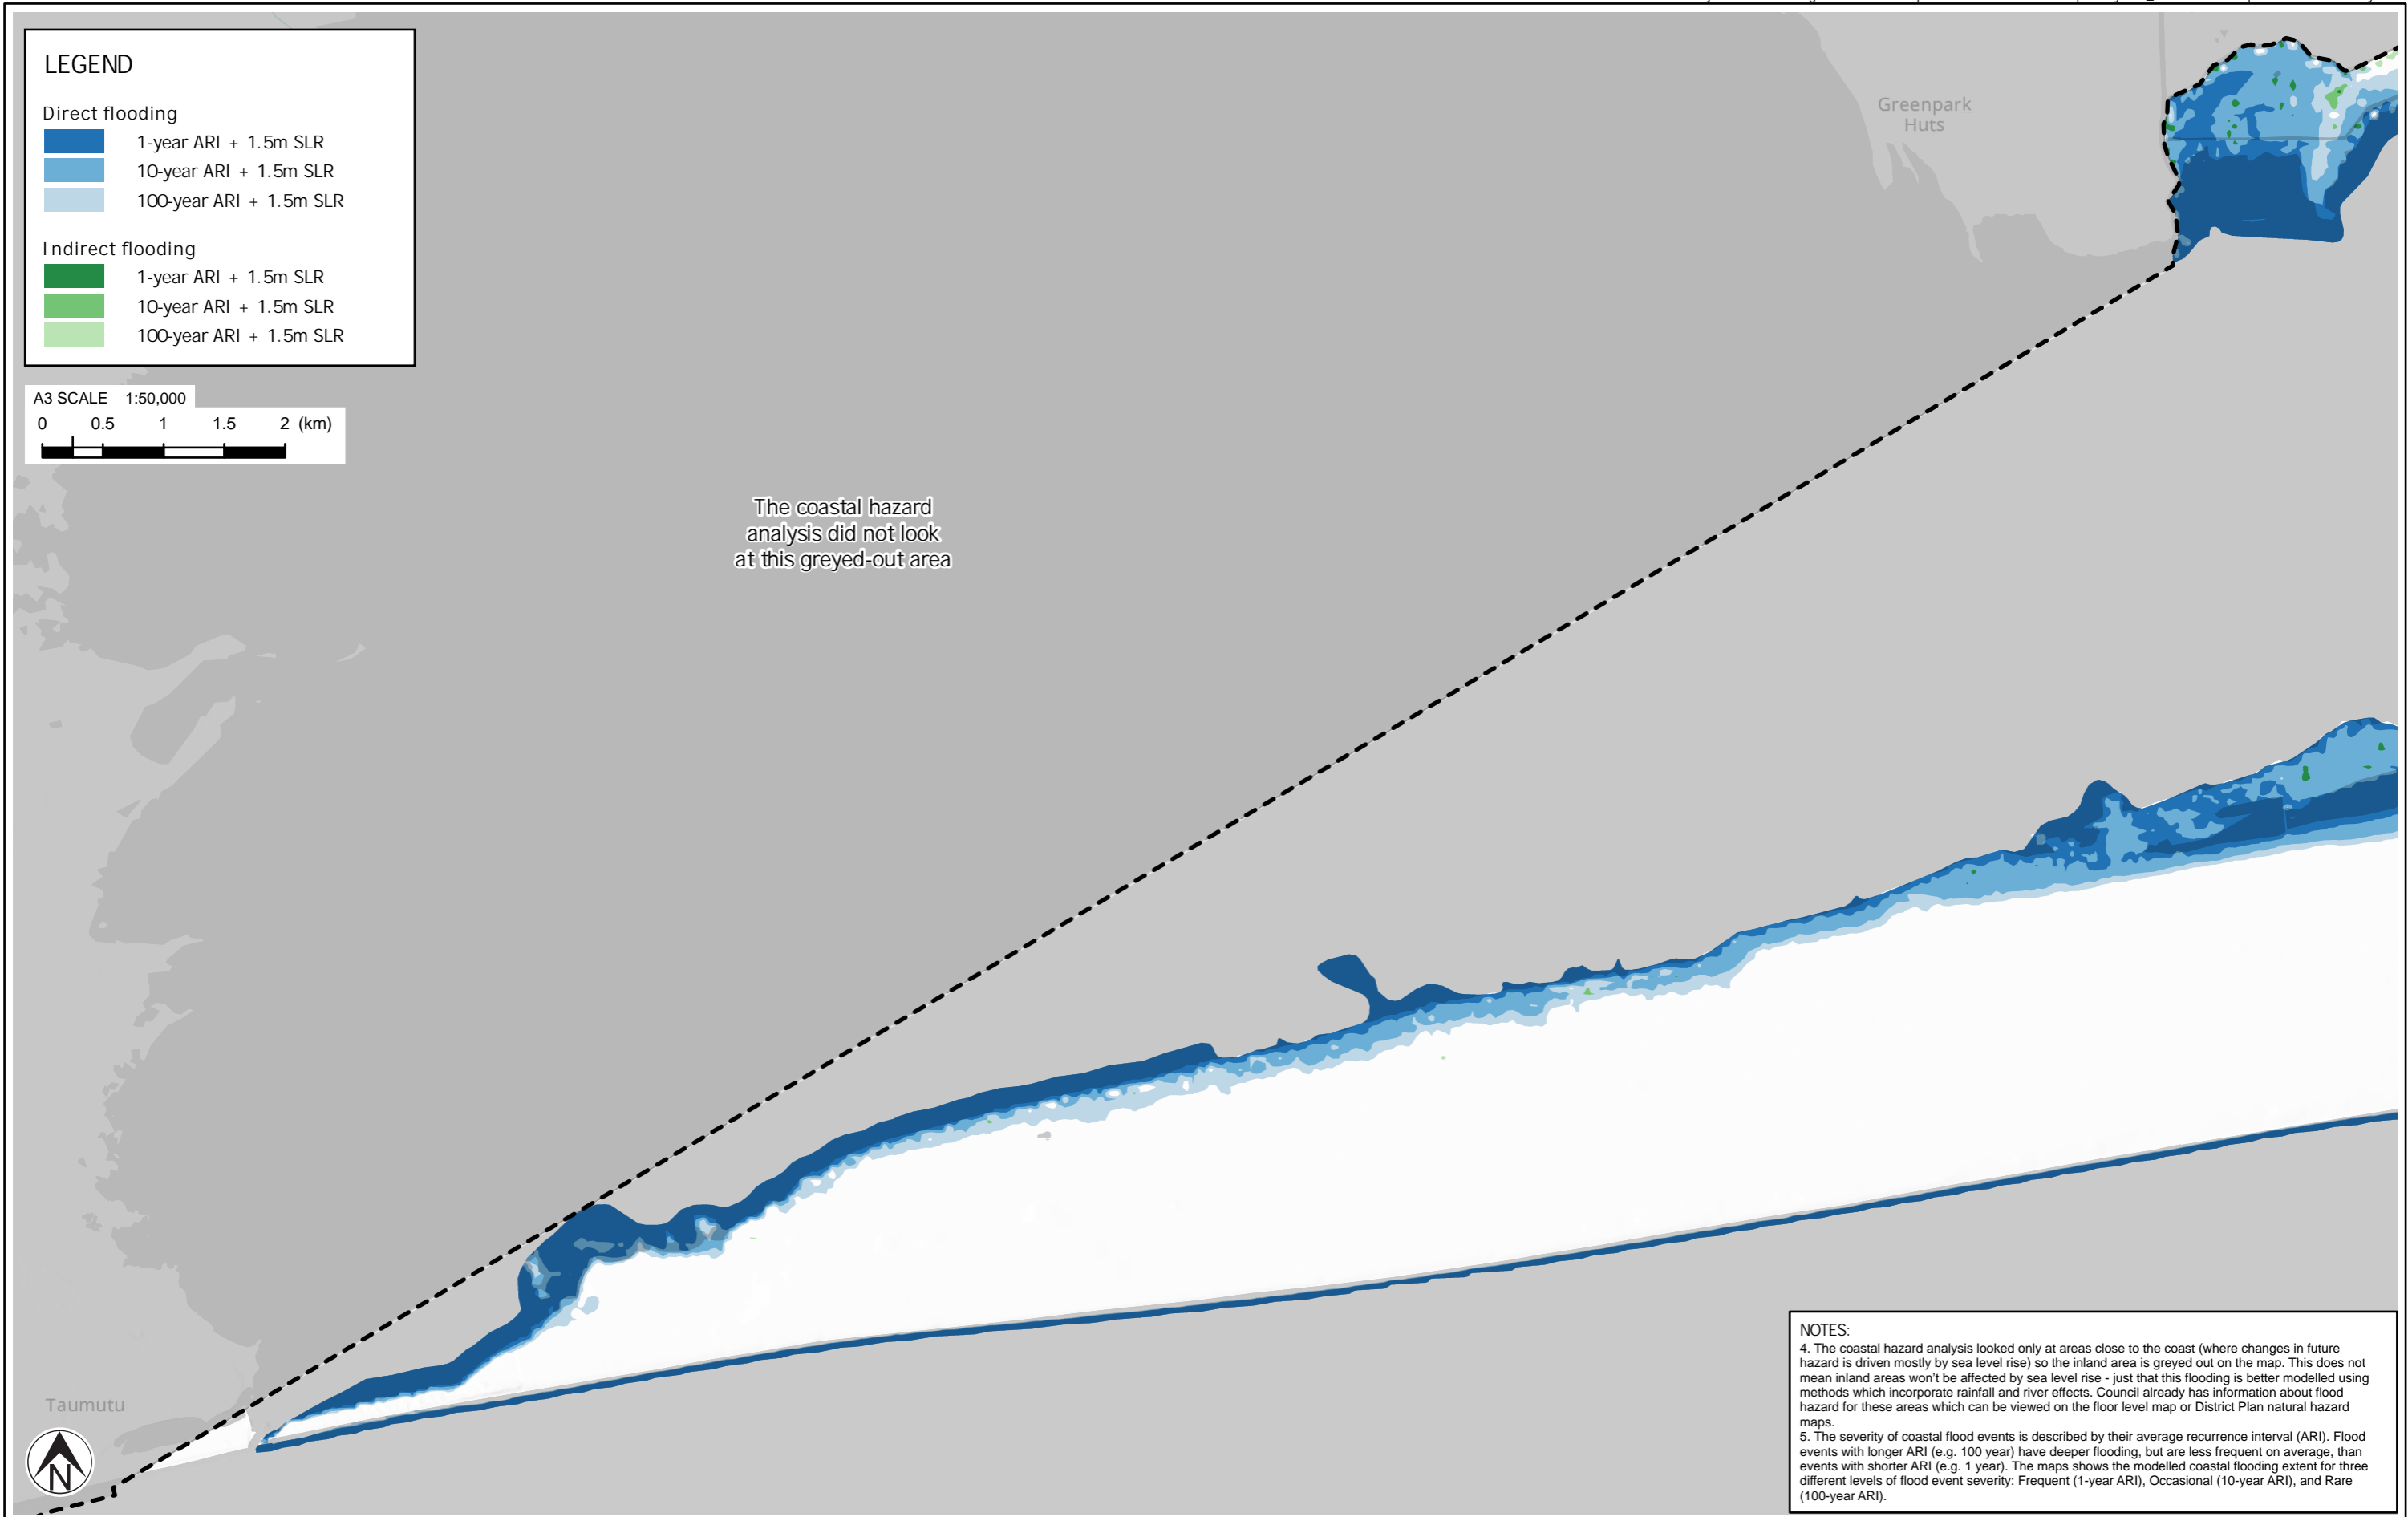 LEGEND
Direct flooding
1-year ARI + 1.5m SLR
10-year ARI + 1.5m SLR
100-year ARI + 1.5m SLR
Indirect flooding
1-year ARI + 1.5m SLR
10-year ARI + 1.5m SLR
100-year ARI + 1.5m SLR
A3 SCALE 1:50,000
0 0.5 1 1.5 2 (km)
Greenpark
Huts
The coastal hazard
analysis did not look
at this greyed-out area
Taumutu
N
NOTES:
4. The coastal hazard analysis looked only at areas close to the coast (where changes in future
hazard is driven mostly by sea level rise) so the inland area is greyed out on the map. This does not
mean inland areas won't be affected by sea level rise - just that this flooding is better modelled using
methods which incorporate rainfall and river effects. Council already has information about flood
hazard for these areas which can be viewed on the floor level map or District Plan natural hazard
maps.
5. The severity of coastal flood events is described by their average recurrence interval (ARI). Flood
events with longer ARI (e.g. 100 year) have deeper flooding, but are less frequent on average, than
events with shorter ARI (e.g. 1 year). The maps shows the modelled coastal flooding extent for three
different levels of flood event severity: Frequent (1-year ARI), Occasional (10-year ARI), and Rare
(100-year ARI).